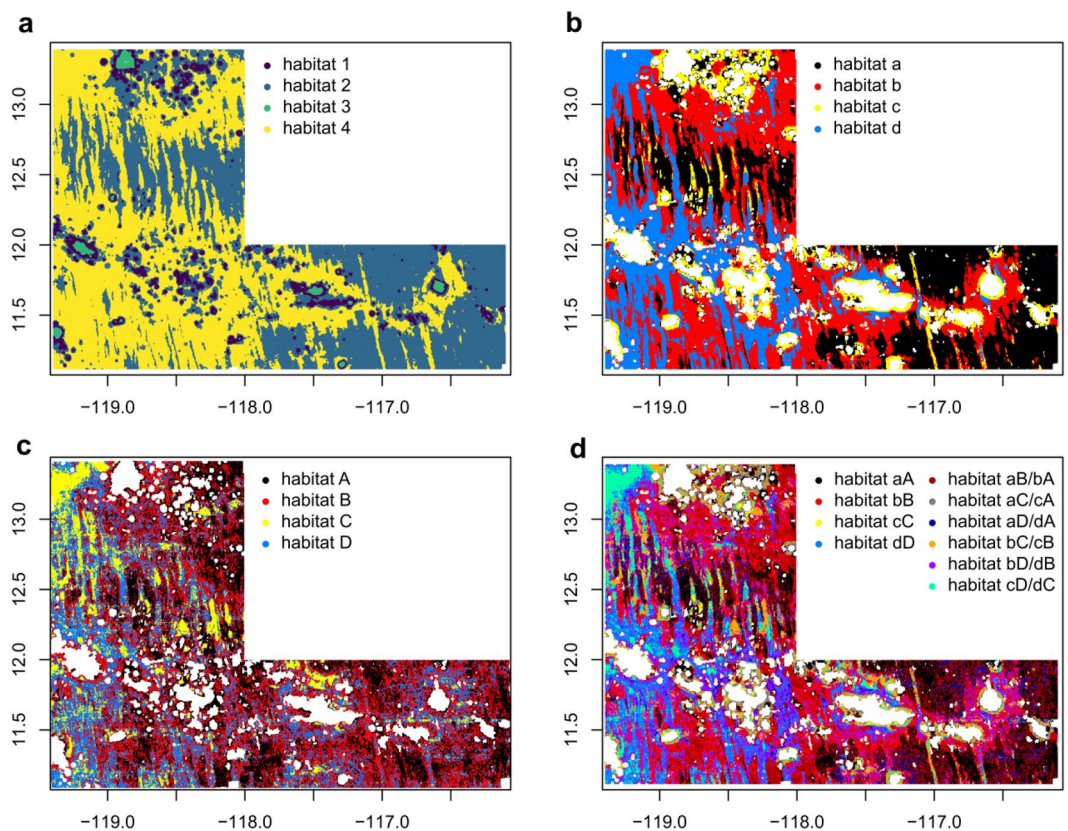 a
habitat 1
habitat 2
habitat 3
habitat 4
13.0
12.5
12.0
11.5
−119.0 −118.0 −117.0
b
habitat a
habitat b
habitat c
habitat d
13.0
12.5
12.0
11.5
−119.0 −118.0 −117.0
c
habitat A
habitat B
habitat C
habitat D
13.0
12.5
12.0
11.5
−119.0 −118.0 −117.0
d
habitat aA habitat aB/bA
habitat bB habitat aC/cA
habitat cC habitat aD/dA
habitat dD habitat bC/cB
habitat bD/dB
habitat cD/dC
13.0
12.5
12.0
11.5
−119.0 −118.0 −117.0